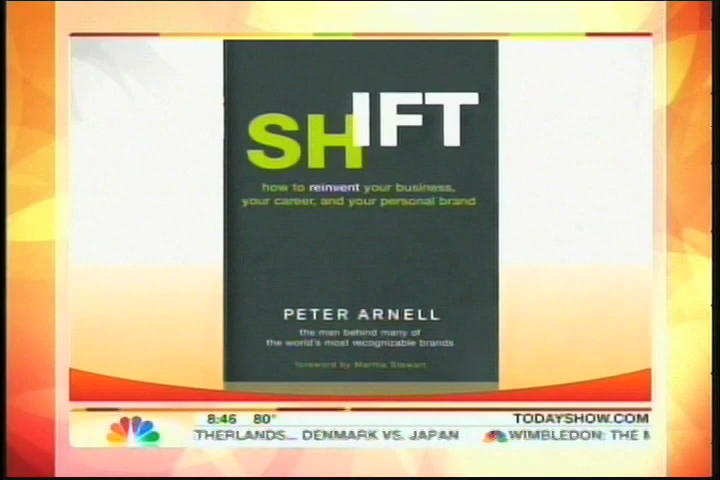 SHIFT
how to reinvent your business,
your career, and your personal brand
PETER ARNELL
the man behind many of
the world's most recognizable brands
foreword by Martha Stewart
8:46 80° TODAYSHOW.COM
THERLANDS... DENMARK VS. JAPAN WIMBLEDON: THE